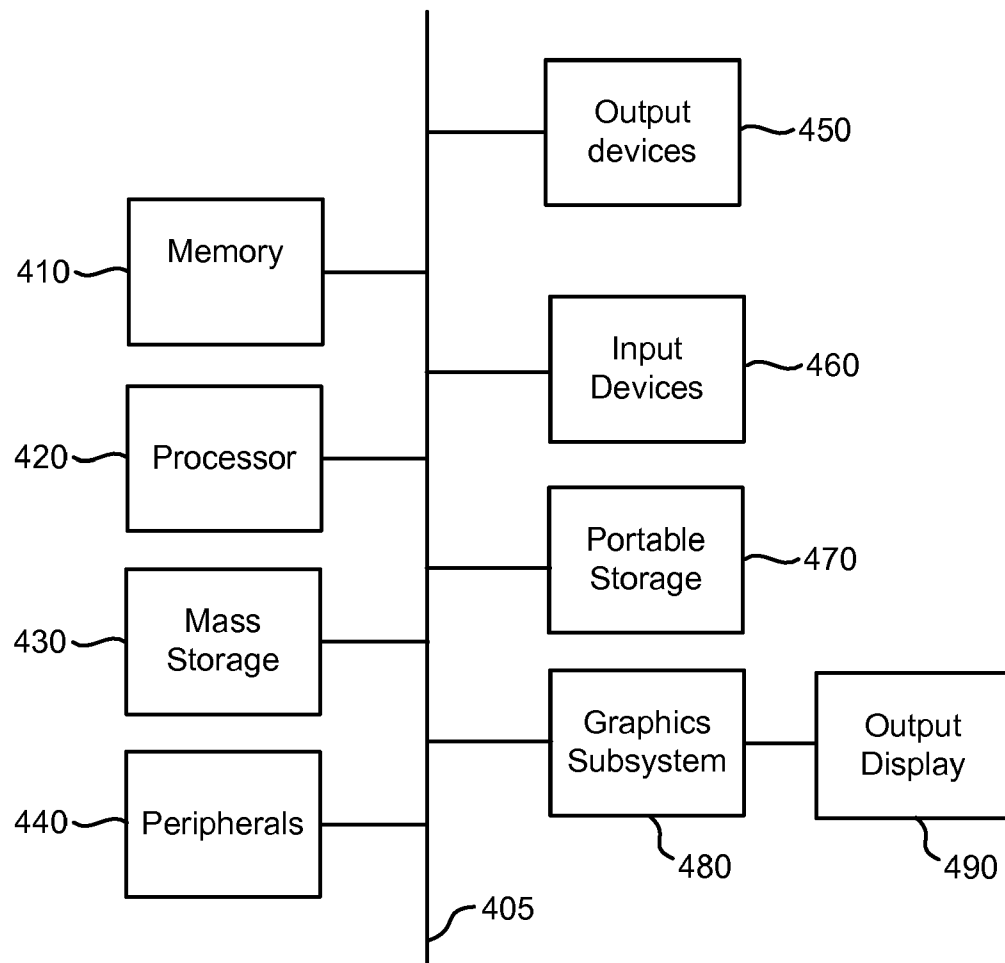 Output
devices
450
Memory
410
Input
Devices
460
Processor
420
Portable
Storage
470
Mass
Storage
430
Graphics
Subsystem
480
Output
Display
490
Peripherals
440
405